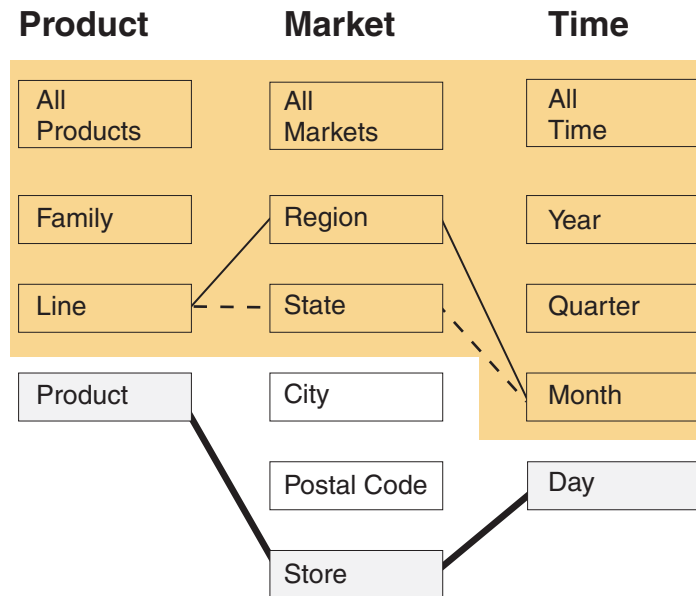 Product Market Time
All
Products
All
Markets
All
Time
Family Region Year
Line State Quarter
Product City Month
Postal Code Day
Store